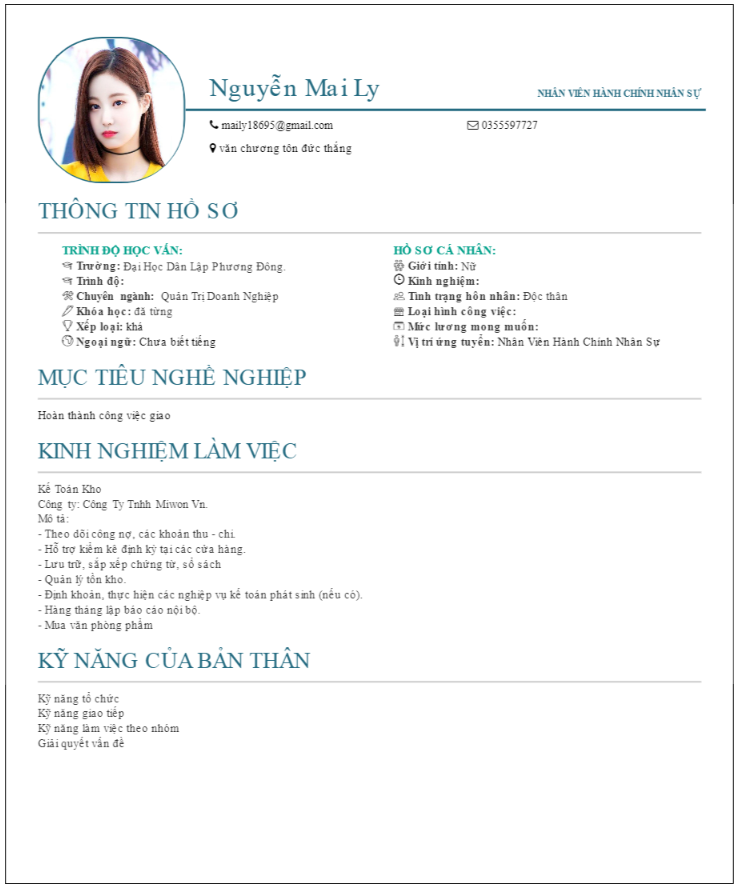 Nguyễn Mai Ly
NHÂN VIÊN HÀNH CHÍNH NHÂN SỰ
maily18695@gmail.com
0355597727
văn chương tôn đức thắng
THÔNG TIN HỒ SƠ
TRÌNH ĐỘ HỌC VẤN:
Trường: Đại Học Dân Lập Phương Đông.
Trình độ:
Chuyên ngành: Quản Trị Doanh Nghiệp
Khóa học: đã từng
Xếp loại: khá
Ngoại ngữ: Chưa biết tiếng
HỒ SƠ CÁ NHÂN:
Giới tính: Nữ
Kinh nghiệm:
Tình trạng hôn nhân: Độc thân
Loại hình công việc:
Mức lương mong muốn:
Vị trí ứng tuyển: Nhân Viên Hành Chính Nhân Sự
MỤC TIÊU NGHỀ NGHIỆP
Hoàn thành công việc giao
KINH NGHIỆM LÀM VIỆC
Kế Toán Kho
Công ty: Công Ty Tnhh Miwon Vn.
Mô tả:
- Theo dõi công nợ, các khoản thu - chi.
- Hỗ trợ kiểm kê định kỳ tại các cửa hàng.
- Lưu trữ, sắp xếp chứng từ, sổ sách
- Quản lý tồn kho.
- Định khoản, thực hiện các nghiệp vụ kế toán phát sinh (nếu có).
- Hàng tháng lập báo cáo nội bộ.
- Mua văn phòng phẩm
KỸ NĂNG CỦA BẢN THÂN
Kỹ năng tổ chức
Kỹ năng giao tiếp
Kỹ năng làm việc theo nhóm
Giải quyết vấn đề